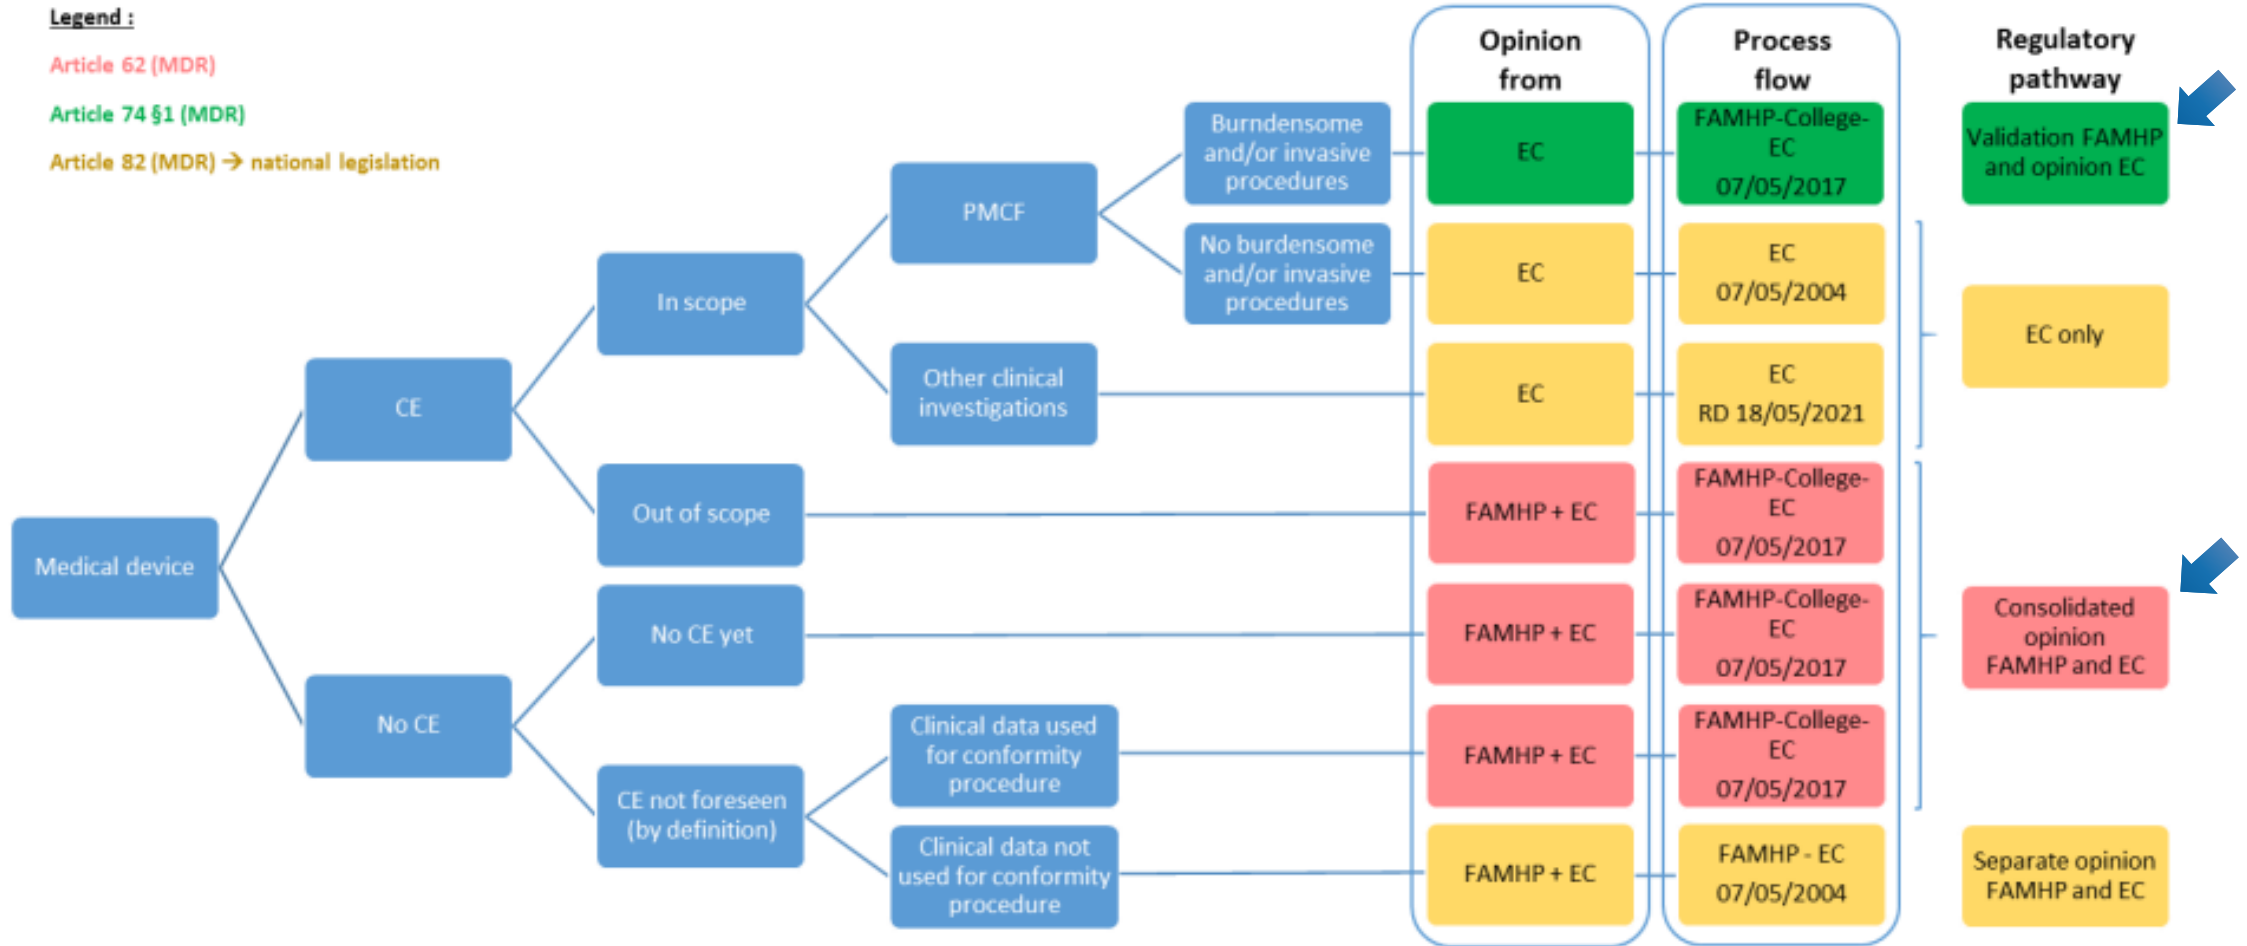 Legend :
Article 62 (MDR)
Article 74 §1 (MDR)
Article 82 (MDR) → national legislation
Opinion
from
Process
flow
Regulatory
pathway
Medical device
CE
No CE
In scope
Out of scope
No CE yet
CE not foreseen
(by definition)
PMCF
Other clinical
investigations
Clinical data used
for conformity
procedure
Clinical data not
used for conformity
procedure
Burndensome
and/or invasive
procedures
No burdensome
and/or invasive
procedures
EC
EC
EC
FAMHP + EC
FAMHP + EC
FAMHP + EC
FAMHP + EC
FAMHP-College-
EC
07/05/2017
EC
07/05/2004
EC
RD 18/05/2021
FAMHP-College-
EC
07/05/2017
FAMHP-College-
EC
07/05/2017
FAMHP-College-
EC
07/05/2017
FAMHP - EC
07/05/2004
Validation FAMHP
and opinion EC
EC only
Consolidated
opinion
FAMHP and EC
Separate opinion
FAMHP and EC